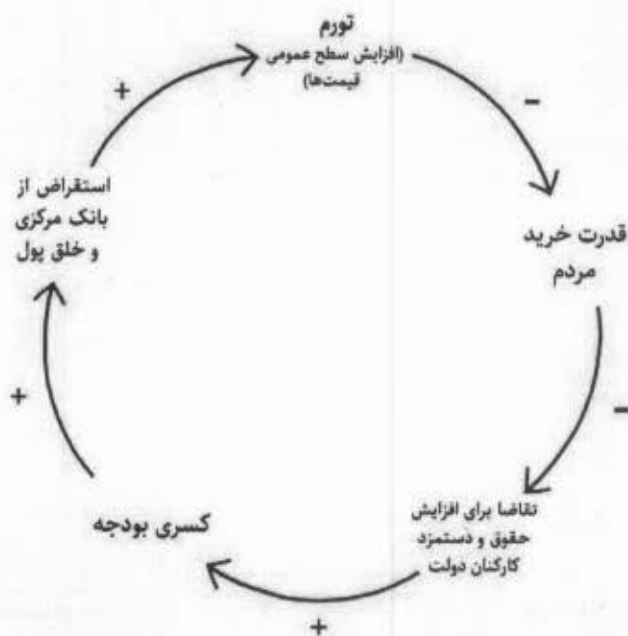 تورم
(افزایش سطح عمومی
قیمت‌ها)
-
قدرت خرید
مردم
-
تقاضا برای افزایش
حقوق و دستمزد
کارکنان دولت
+
کسری بودجه
+
استقراض از
بانک مرکزی
و خلق پول
+